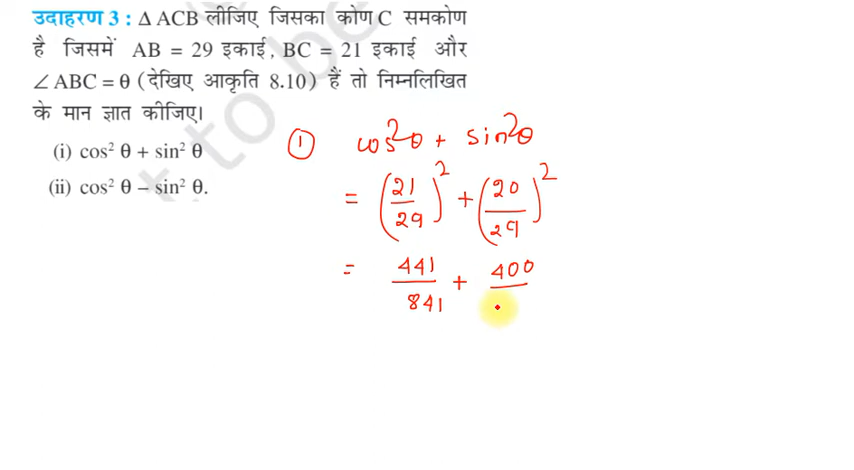 उदाहरण 3 : Δ ACB लीजिए जिसका कोण C समकोण
है जिसमें AB = 29 इकाई, BC = 21 इकाई और
∠ ABC = θ (देखिए आकृति 8.10) हैं तो निम्नलिखित
के मान ज्ञात कीजिए।
(i) cos² θ + sin² θ
(ii) cos² θ – sin² θ.
① cos²θ + sin²θ
= (21/29)² + (20/29)²
= 441/841 + 400/